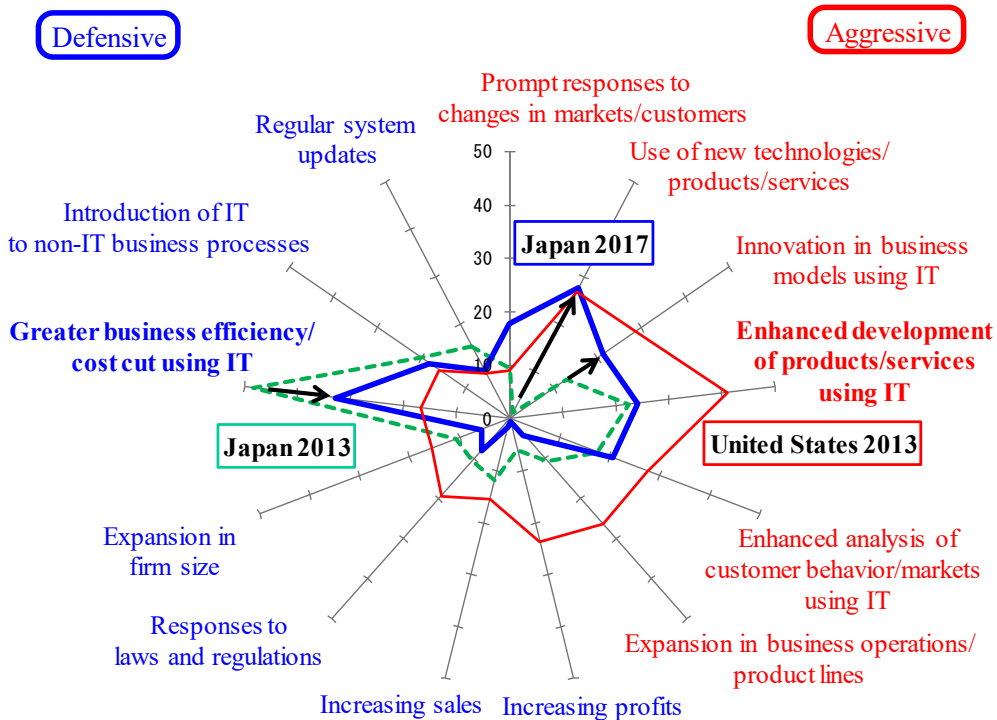 Defensive
Aggressive
Prompt responses to
changes in markets/customers
Regular system
updates
Use of new technologies/
products/services
50
40
30
20
10
0
Introduction of IT
to non-IT business processes
Japan 2017
Innovation in business
models using IT
Greater business efficiency/
cost cut using IT
Enhanced development
of products/services
using IT
Japan 2013
United States 2013
Expansion in
firm size
Enhanced analysis of
customer behavior/markets
using IT
Responses to
laws and regulations
Expansion in business operations/
product lines
Increasing sales
Increasing profits